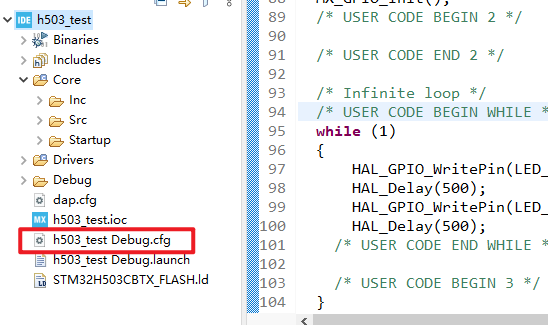 h503_test
Binaries
Includes
Core
Inc
Src
Startup
Drivers
Debug
dap.cfg
MX h503_test.ioc
h503_test Debug.cfg
h503_test Debug.launch
STM32H503CBTX_FLASH.ld
89 /* USER CODE BEGIN 2 */
90
91 /* USER CODE END 2 */
92
93 /* Infinite loop */
94 /* USER CODE BEGIN WHILE *
95 while (1)
96 {
97 HAL_GPIO_WritePin(LED_
98 HAL_Delay(500);
99 HAL_GPIO_WritePin(LED_
100 HAL_Delay(500);
101 /* USER CODE END WHILE *
102
103 /* USER CODE BEGIN 3 */
104 }